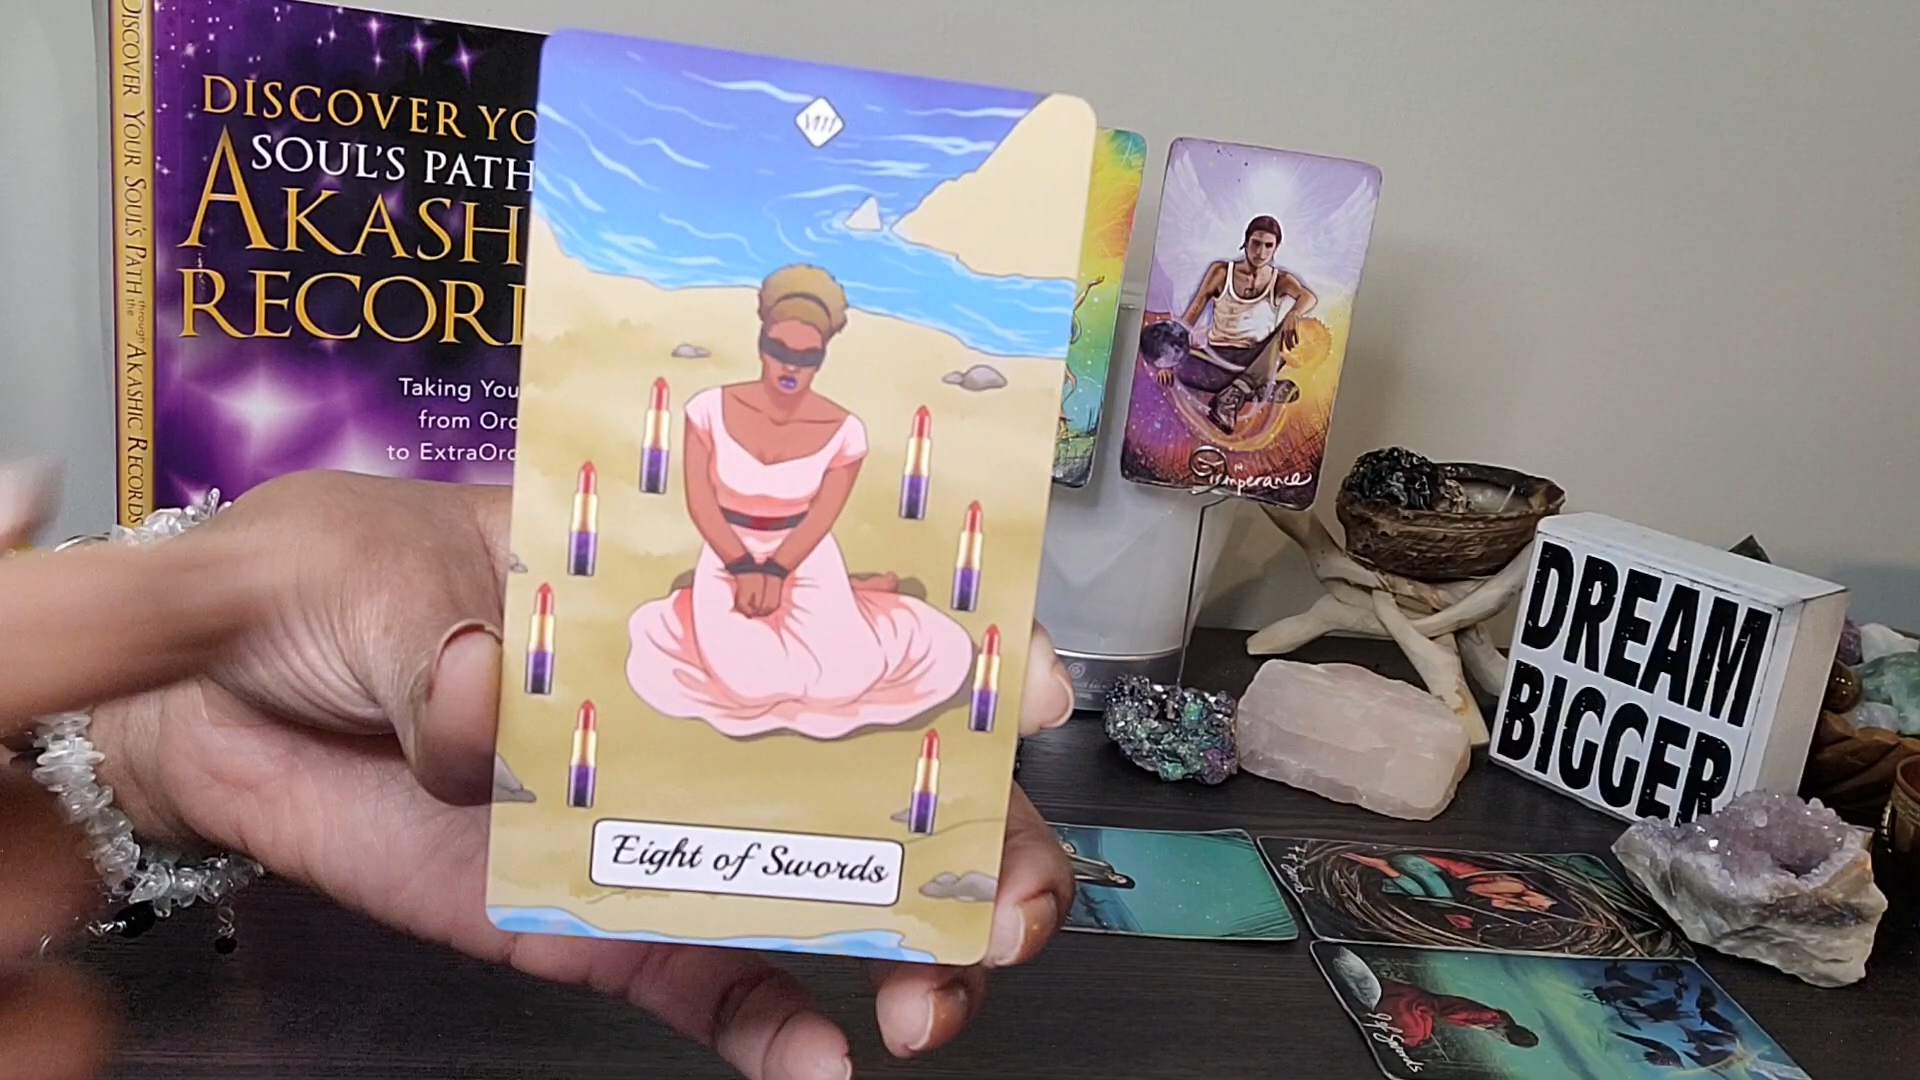 DISCOVER YO
SOUL'S PATH
AKASH
RECOR
Taking You
from Ord
to ExtraOrd
DISCOVER YOUR SOUL'S PATH through the AKASHIC RECORDS
VIII
Eight of Swords
Temperance
DREAM
BIGGER